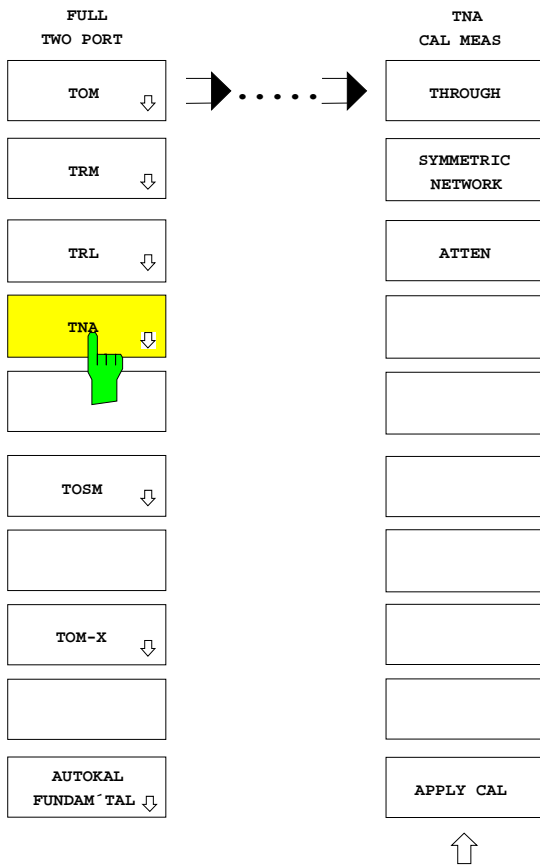 FULL
TWO PORT
TOM
TRM
TRL
TNA
TOSM
TOM-X
AUTOKAL
FUNDAM´TAL
TNA
CAL MEAS
THROUGH
SYMMETRIC
NETWORK
ATTEN
APPLY CAL